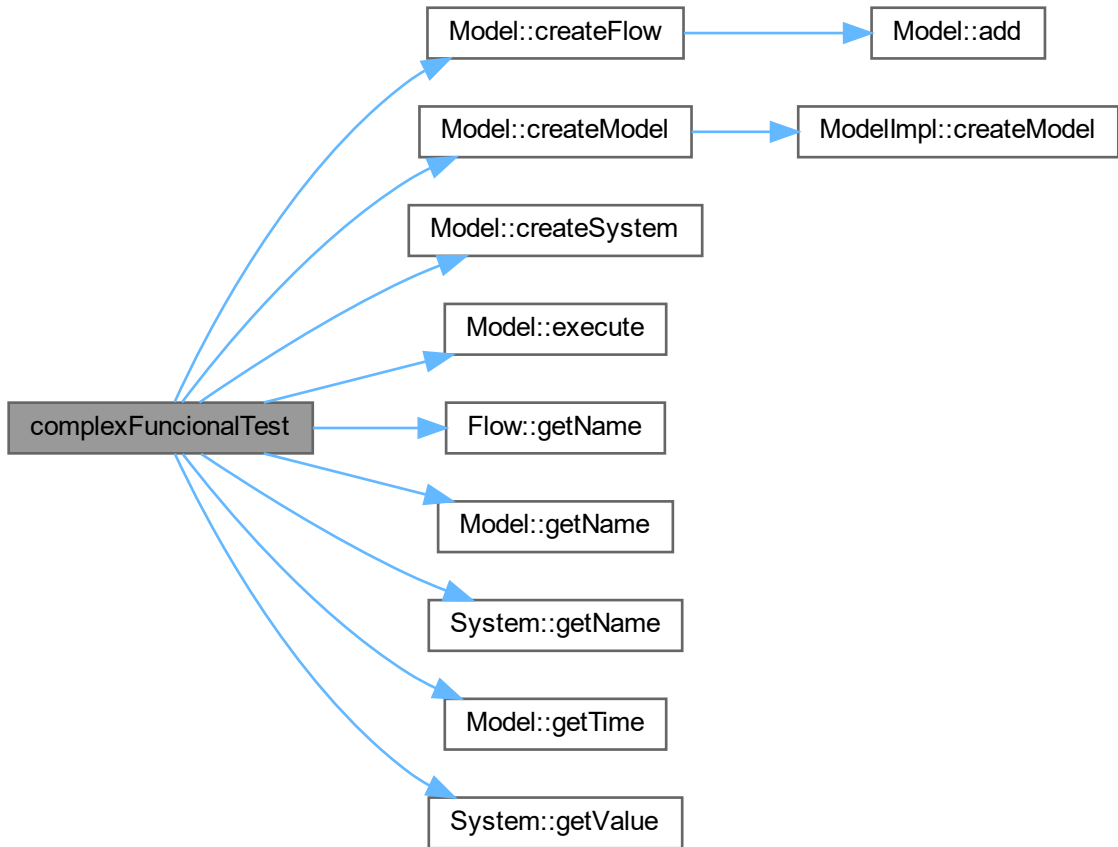 Model::createFlow
Model::add
Model::createModel
ModelImpl::createModel
Model::createSystem
Model::execute
complexFuncionalTest
Flow::getName
Model::getName
System::getName
Model::getTime
System::getValue